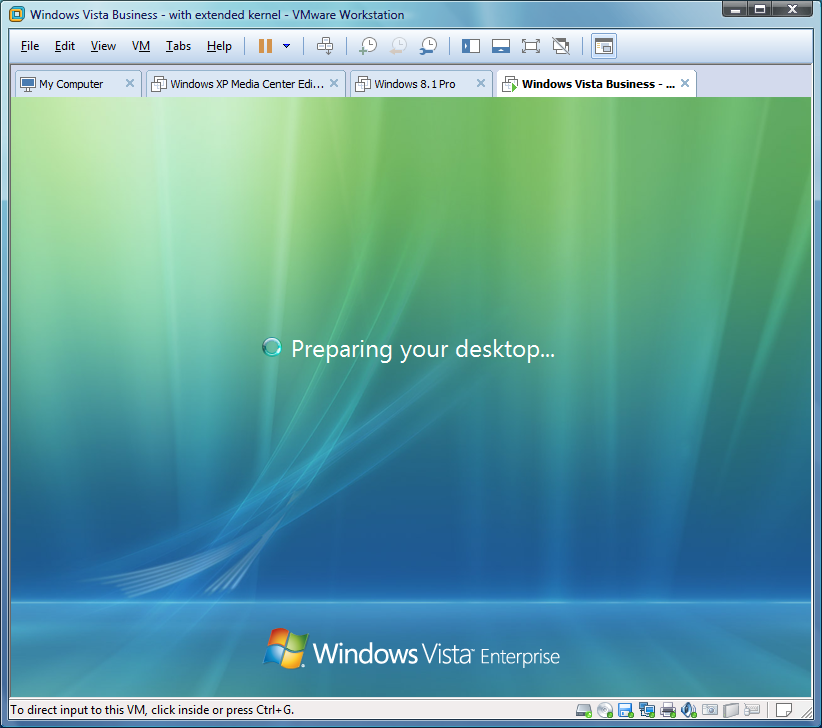 Windows Vista Business - with extended kernel - VMware Workstation
File Edit View VM Tabs Help
My Computer Windows XP Media Center Edi... Windows 8.1 Pro Windows Vista Business - ...
Preparing your desktop...
Windows Vista™ Enterprise
To direct input to this VM, click inside or press Ctrl+G.